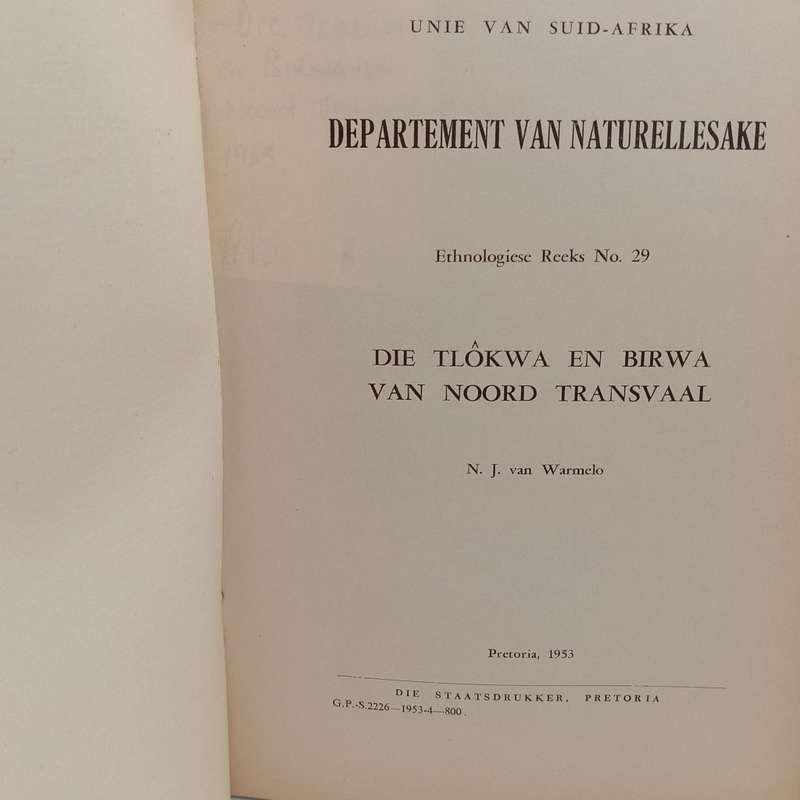 UNIE VAN SUID-AFRIKA
DEPARTEMENT VAN NATURELLESAKE
Ethnologiese Reeks No. 29
DIE TLÔKWA EN BIRWA
VAN NOORD TRANSVAAL
N. J. van Warmelo
Pretoria, 1953
DIE STAATSDRUKKER, PRETORIA
G.P.-S.2226—1953-4—800.